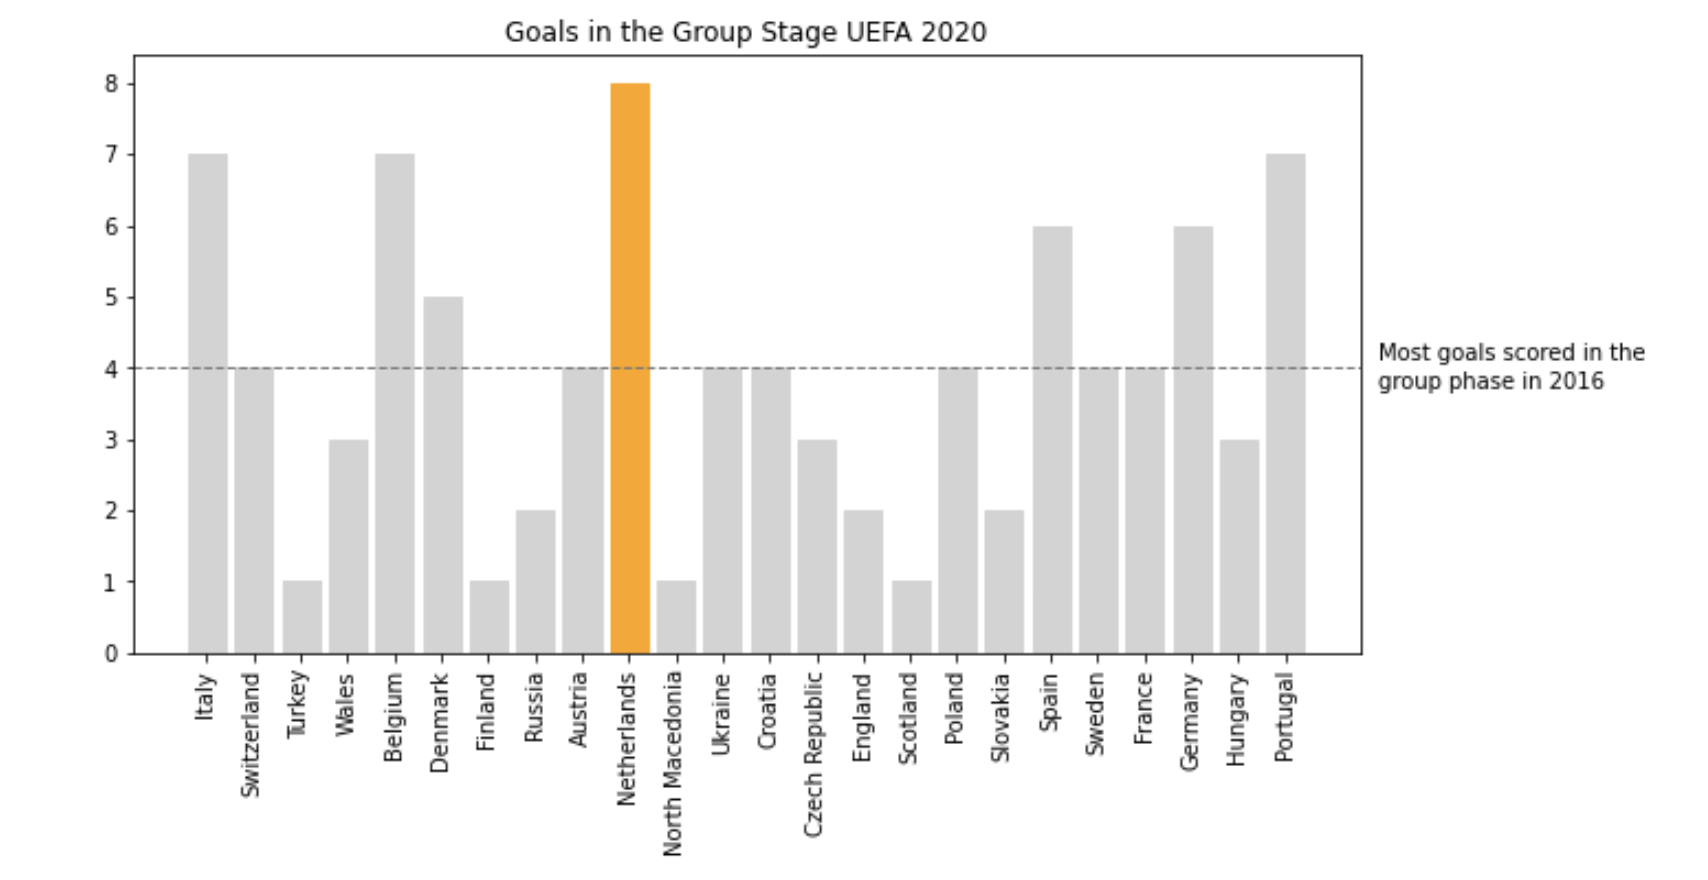 Goals in the Group Stage UEFA 2020
8
7
6
5
4
3
2
1
0
Most goals scored in the
group phase in 2016
Italy
Switzerland
Turkey
Wales
Belgium
Denmark
Finland
Russia
Austria
Netherlands
North Macedonia
Ukraine
Croatia
Czech Republic
England
Scotland
Poland
Slovakia
Spain
Sweden
France
Germany
Hungary
Portugal